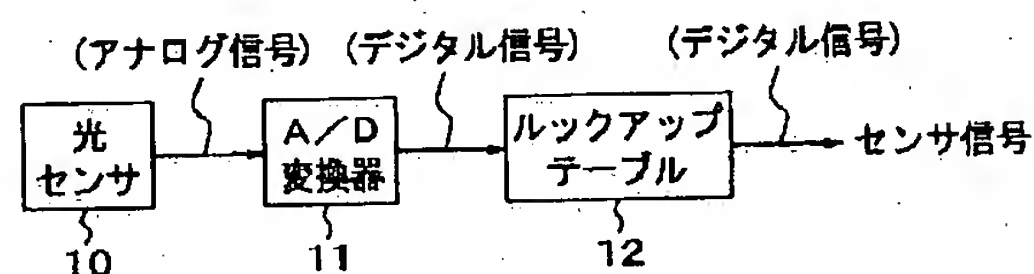 (アナログ信号) (デジタル信号) (デジタル信号)
光
センサ
A/D
変換器
ルックアップ
テーブル
センサ信号
10
11
12